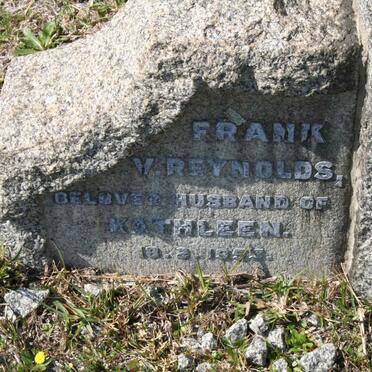 FRANK
V. REYNOLDS,
BELOVED HUSBAND OF
KATHLEEN.